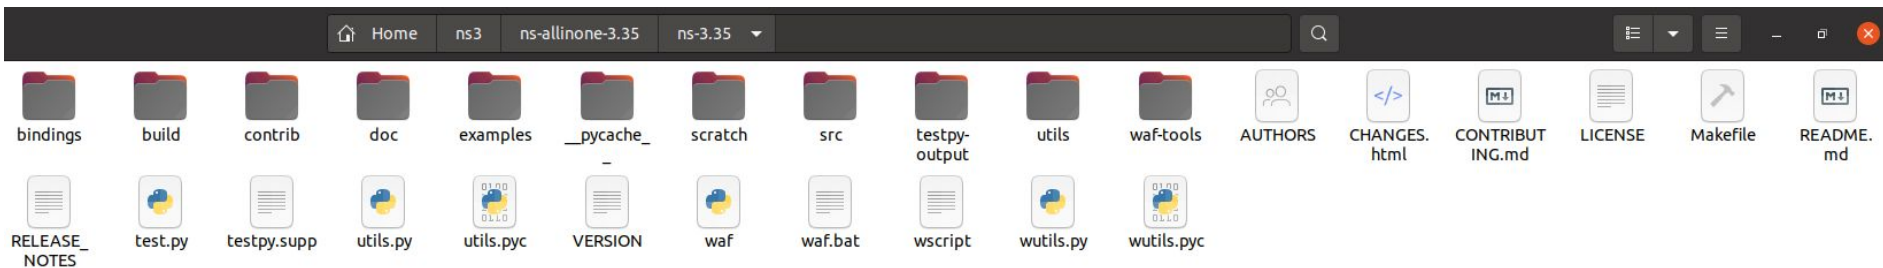 Home ns3 ns-allinone-3.35 ns-3.35
bindings build contrib doc examples __pycache_ scratch src testpy- utils waf-tools AUTHORS CHANGES. CONTRIBUT LICENSE Makefile README.
_ output html ING.md md
RELEASE_ test.py testpy.supp utils.py utils.pyc VERSION waf waf.bat wscript wutils.py wutils.pyc
NOTES